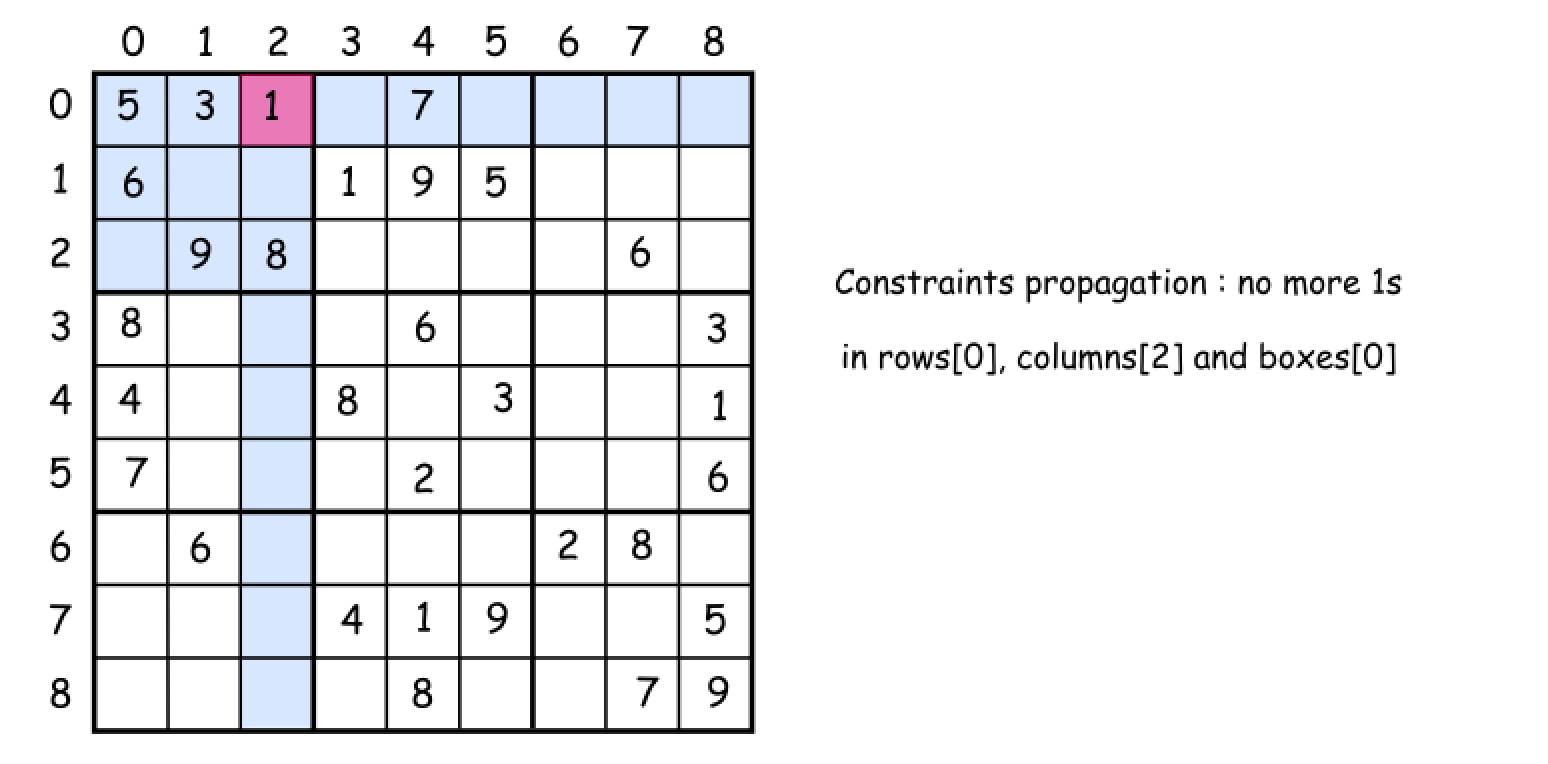 0 1 2 3 4 5 6 7 8
0 5 3 1 7
1 6 1 9 5
2 9 8 6
3 8 6 3
4 4 8 3 1
5 7 2 6
6 6 2 8
7 4 1 9 5
8 8 7 9
Constraints propagation : no more 1s
in rows[0], columns[2] and boxes[0]